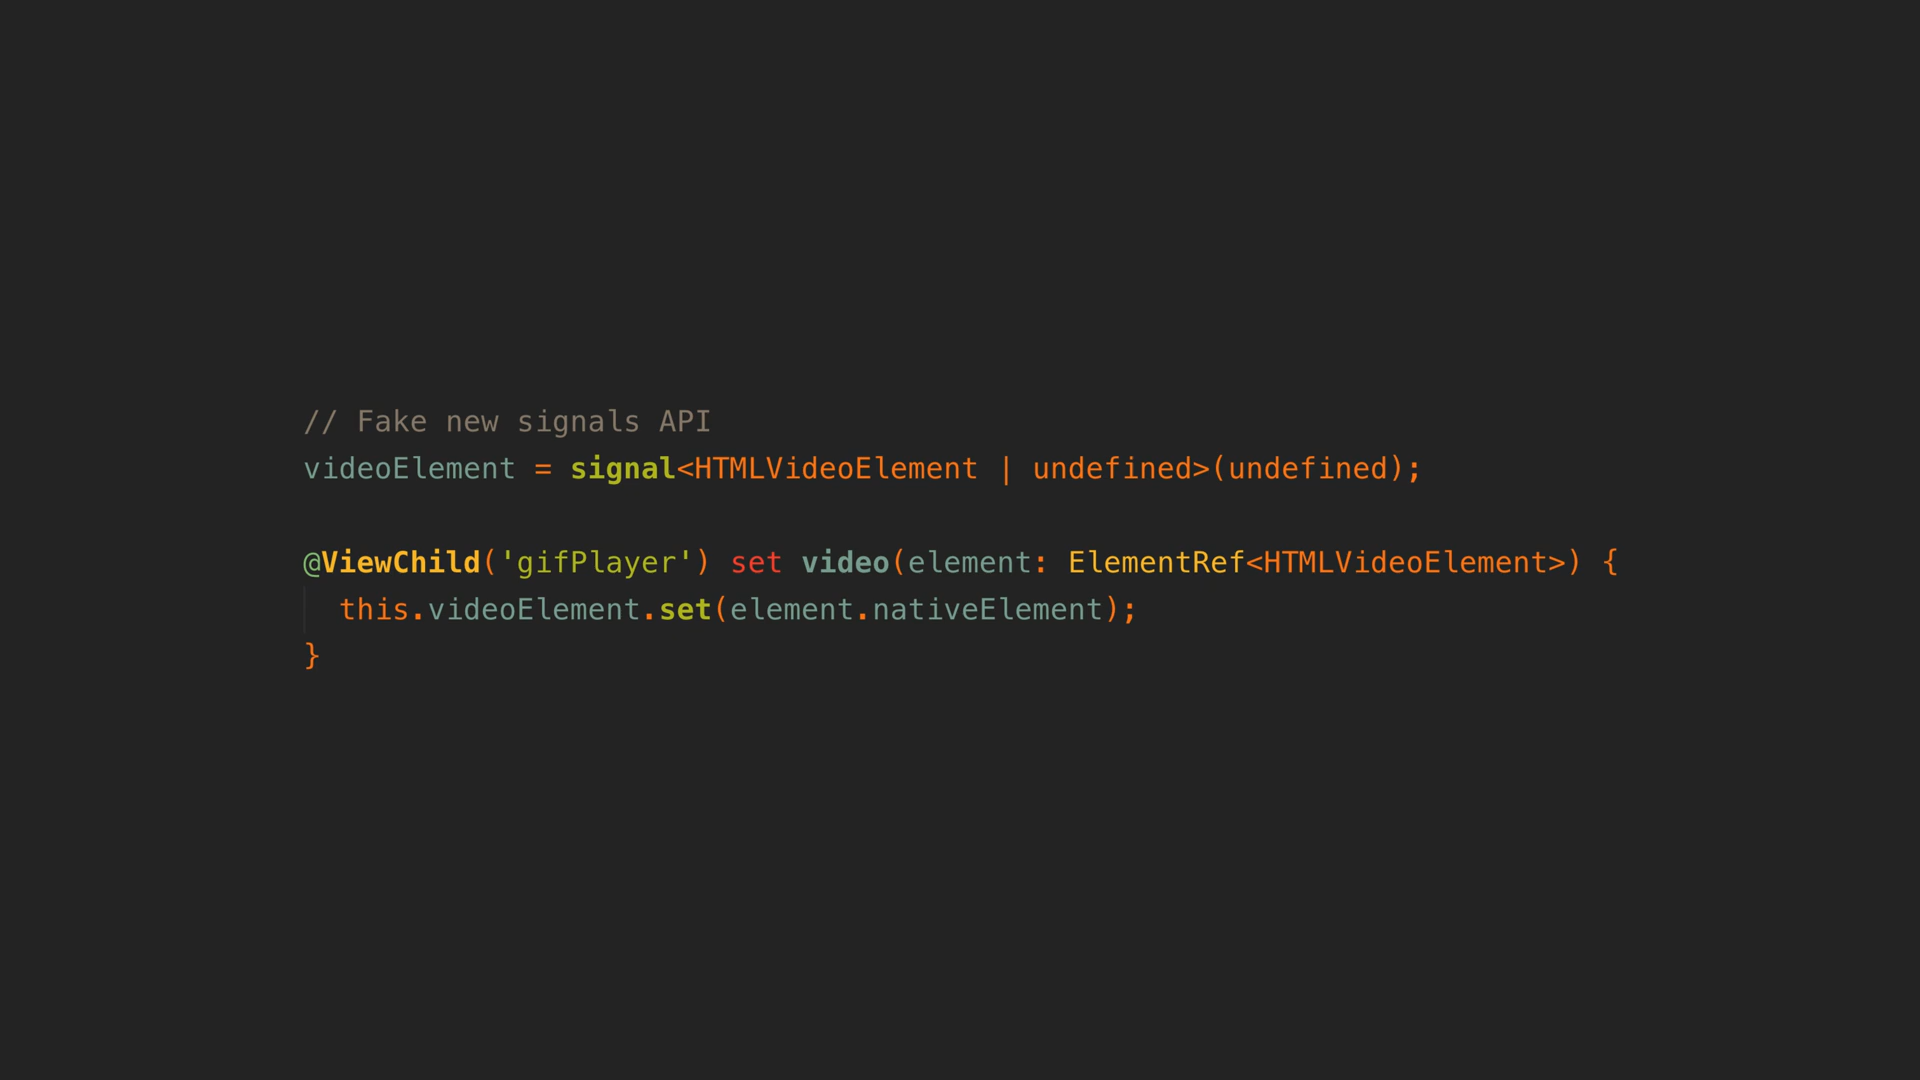 // Fake new signals API
videoElement = signal<HTMLVideoElement | undefined>(undefined);
@ViewChild('gifPlayer') set video(element: ElementRef<HTMLVideoElement>) {
this.videoElement.set(element.nativeElement);
}